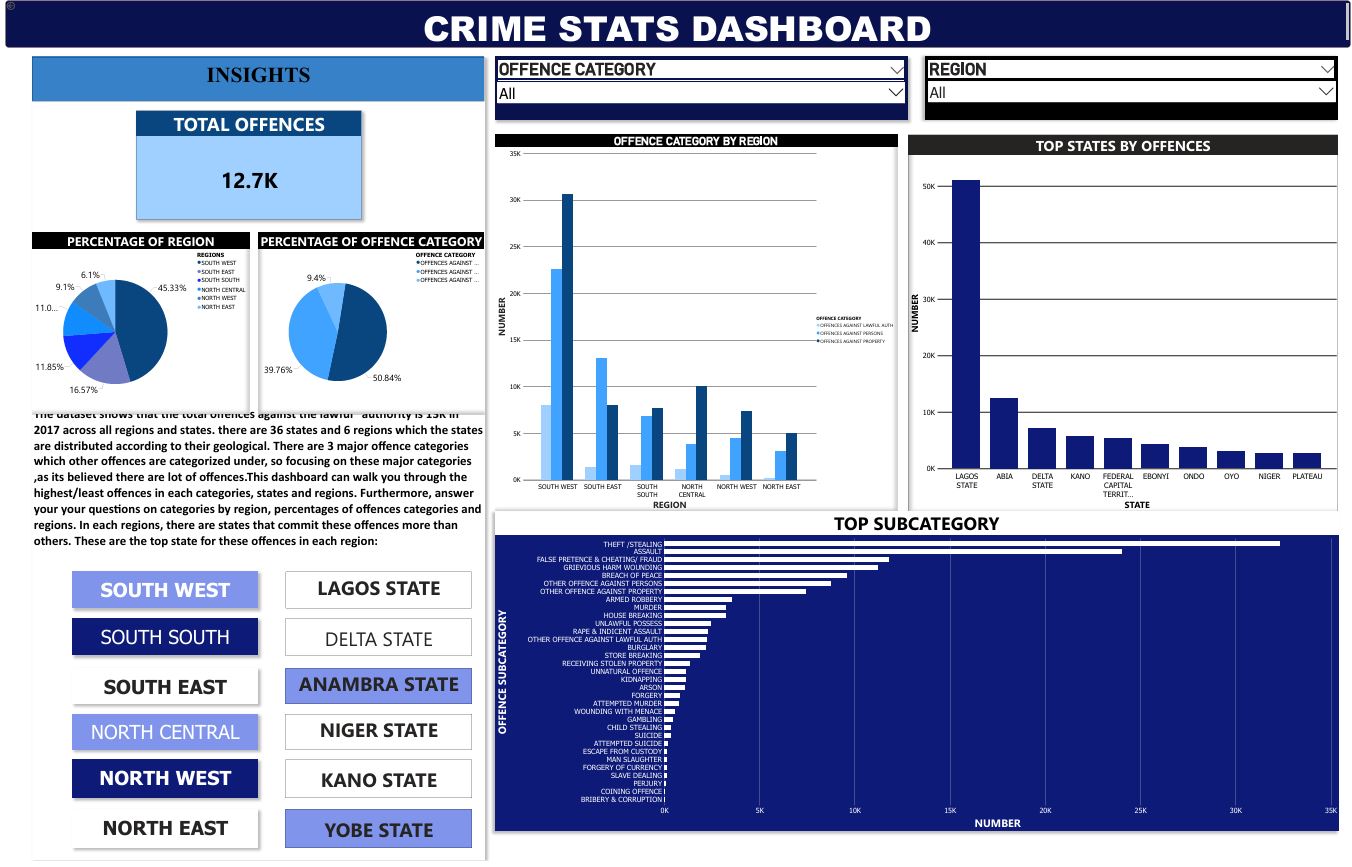 CRIME STATS DASHBOARD
INSIGHTS
TOTAL OFFENCES
12.7K
PERCENTAGE OF REGION
REGIONS
SOUTH WEST
SOUTH EAST
SOUTH SOUTH
NORTH CENTRAL
NORTH WEST
NORTH EAST
6.1%
9.1%
45.33%
11.0...
11.85%
16.57%
PERCENTAGE OF OFFENCE CATEGORY
OFFENCE CATEGORY
OFFENCES AGAINST ...
OFFENCES AGAINST ...
OFFENCES AGAINST ...
9.4%
39.76%
50.84%
The dataset shows that the total offences against the lawful authority is 13K in
2017 across all regions and states. there are 36 states and 6 regions which the states
are distributed according to their geological. There are 3 major offence categories
which other offences are categorized under, so focusing on these major categories
,as its believed there are lot of offences.This dashboard can walk you through the
highest/least offences in each categories, states and regions. Furthermore, answer
your your questions on categories by region, percentages of offences categories and
regions. In each regions, there are states that commit these offences more than
others. These are the top state for these offences in each region:
SOUTH WEST
LAGOS STATE
SOUTH SOUTH
DELTA STATE
SOUTH EAST
ANAMBRA STATE
NORTH CENTRAL
NIGER STATE
NORTH WEST
KANO STATE
NORTH EAST
YOBE STATE
OFFENCE CATEGORY
All
REGION
All
OFFENCE CATEGORY BY REGION
35K
30K
25K
20K
15K
10K
5K
0K
NUMBER
SOUTH WEST
SOUTH EAST
SOUTH
SOUTH
NORTH
CENTRAL
NORTH WEST
NORTH EAST
REGION
OFFENCE CATEGORY
OFFENCES AGAINST LAWFUL AUTH
OFFENCES AGAINST PERSONS
OFFENCES AGAINST PROPERTY
TOP STATES BY OFFENCES
50K
40K
30K
20K
10K
0K
NUMBER
LAGOS
STATE
ABIA
DELTA
STATE
KANO
FEDERAL
CAPITAL
TERRIT...
EBONYI
ONDO
OYO
NIGER
PLATEAU
STATE
TOP SUBCATEGORY
OFFENCE SUBCATEGORY
THEFT /STEALING
ASSAULT
FALSE PRETENCE & CHEATING/ FRAUD
GRIEVIOUS HARM WOUNDING
BREACH OF PEACE
OTHER OFFENCE AGAINST PERSONS
OTHER OFFENCE AGAINST PROPERTY
ARMED ROBBERY
MURDER
HOUSE BREAKING
UNLAWFUL POSSESS
RAPE & INDICENT ASSAULT
OTHER OFFENCE AGAINST LAWFUL AUTH
BURGLARY
STORE BREAKING
RECEIVING STOLEN PROPERTY
UNNATURAL OFFENCE
KIDNAPPING
ARSON
FORGERY
ATTEMPTED MURDER
WOUNDING WITH MENACE
GAMBLING
CHILD STEALING
SUICIDE
ATTEMPTED SUICIDE
ESCAPE FROM CUSTODY
MAN SLAUGHTER
FORGERY OF CURRENCY
SLAVE DEALING
PERJURY
COINING OFFENCE
BRIBERY & CORRUPTION
0K
5K
10K
15K
20K
25K
30K
35K
NUMBER